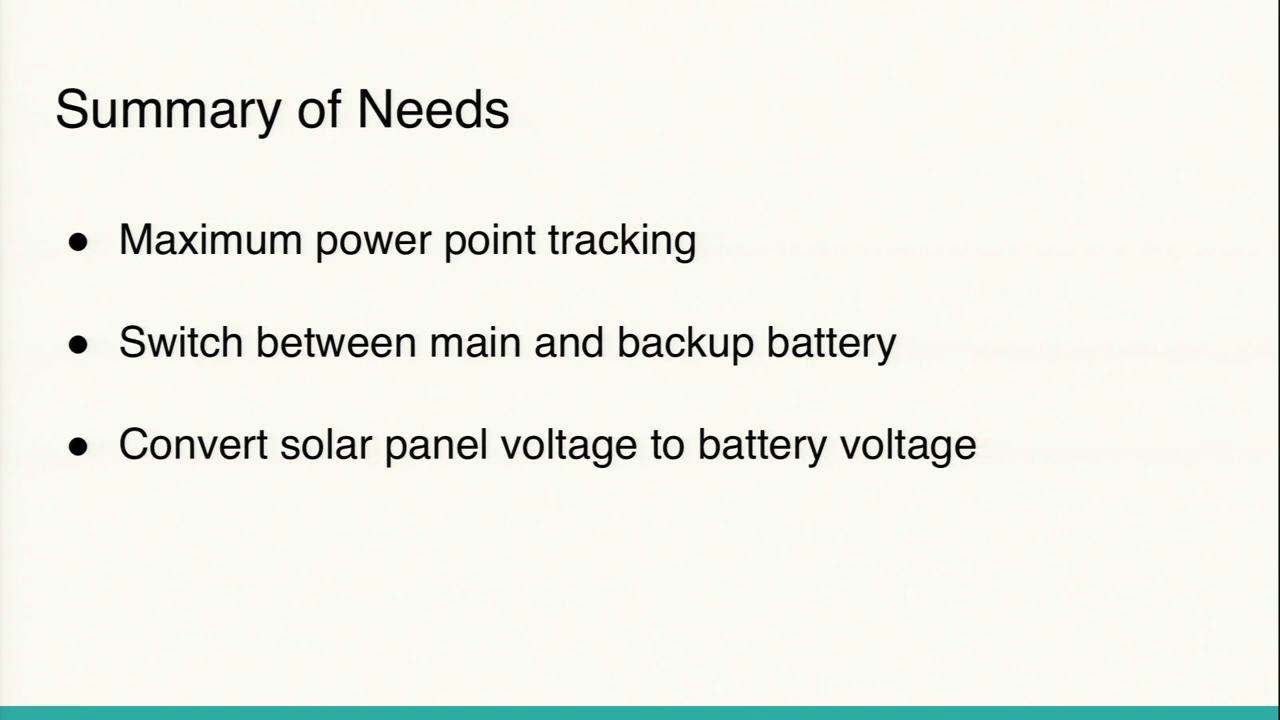 Summary of Needs
● Maximum power point tracking
● Switch between main and backup battery
● Convert solar panel voltage to battery voltage